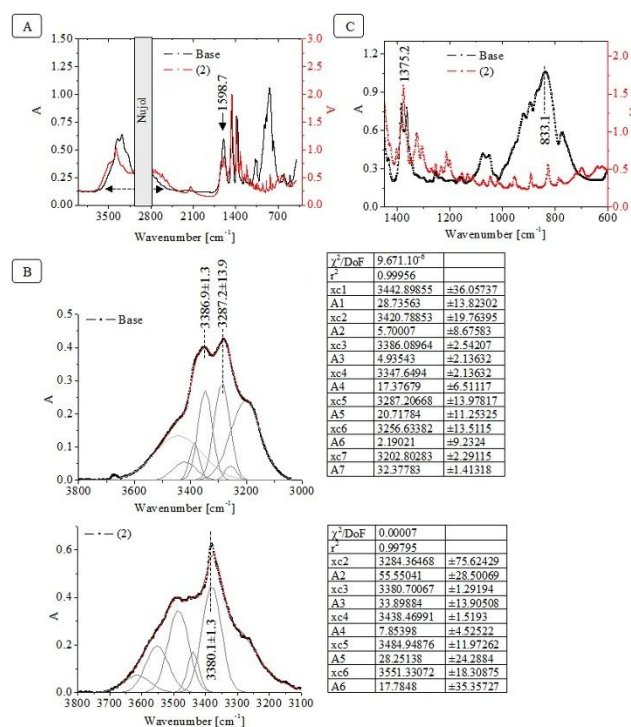 A
Base
(2)
1.50
1.25
1.00
0.75
0.50
0.25
0.00
A
Nujol
1598.7
2.0
1.5
1.0
0.5
0.0
A
3500 2800 2100 1400 700
Wavenumber [cm-1]
C
Base
(2)
1375.2
833.1
1.2
0.9
0.6
0.3
0.0
A
2.0
1.5
1.0
0.5
0.0
1400 1200 1000 800 600
Wavenumber [cm-1]
B
Base
3386.9±1.3
3287.2±13.9
0.5
0.4
0.3
0.2
0.1
0.0
A
3800 3600 3400 3200 3000
Wavenumber [cm-1]
χ²/DoF 9.671.10-6
r² 0.99956
xc1 3442.89855 ±36.05737
A1 28.73563 ±13.82302
xc2 3420.78853 ±19.76395
A2 5.70007 ±8.67583
xc3 3386.08964 ±2.54207
A3 4.93543 ±2.13632
xc4 3347.6494 ±2.13632
A4 17.37679 ±6.51117
xc5 3287.20668 ±13.97817
A5 20.71784 ±11.25325
xc6 3256.63382 ±13.5115
A6 2.19021 ±9.2324
xc7 3202.80283 ±2.29115
A7 32.37783 ±1.41318
(2)
3380.1±1.3
0.6
0.4
0.2
0.0
A
3800 3700 3600 3500 3400 3300 3200 3100
Wavenumber [cm-1]
χ²/DoF 0.00007
r² 0.99795
xc2 3284.36468 ±75.62429
A2 55.55041 ±28.50069
xc3 3380.70067 ±1.29194
A3 33.89884 ±13.90508
xc4 3438.46991 ±1.5193
A4 7.85398 ±4.52522
xc5 3484.94876 ±11.97262
A5 28.25138 ±24.2884
xc6 3551.33072 ±18.30875
A6 17.7848 ±35.35727